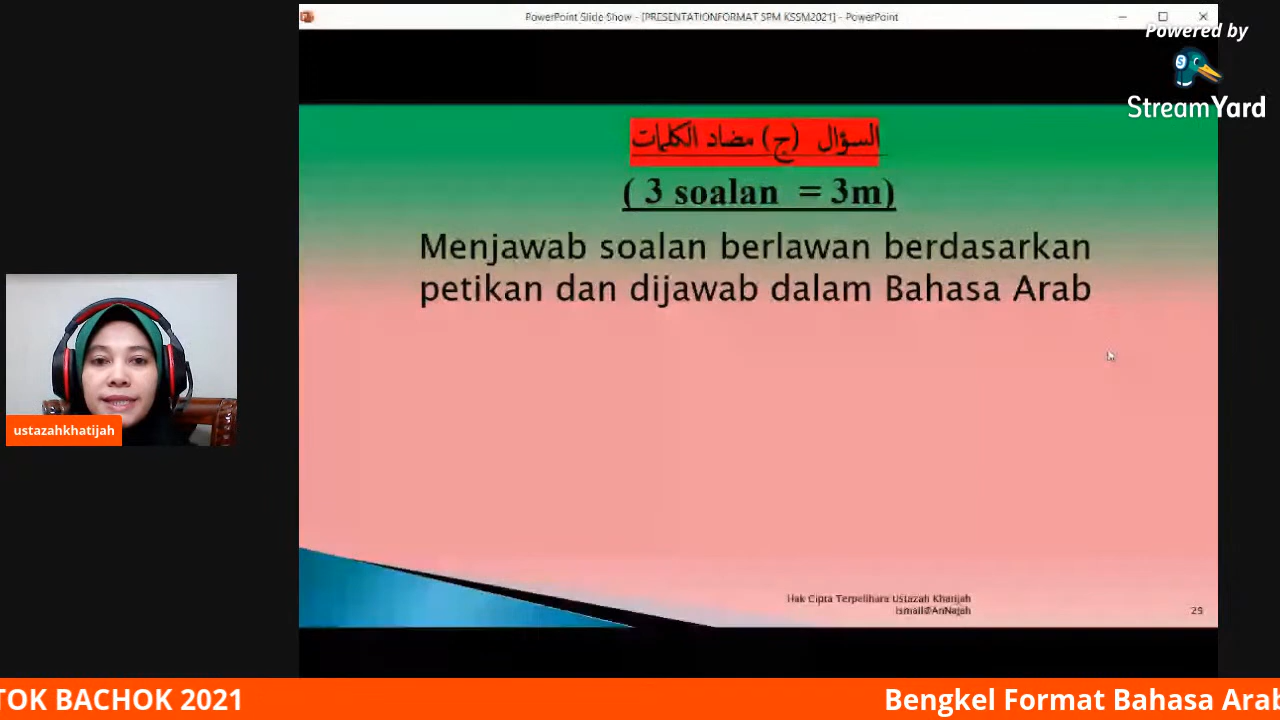 PowerPoint Slide Show - [PRESENTATIONFORMAT SPM KSSM2021] - PowerPoint
Powered by
StreamYard
السؤال (ج) مضاد الكلمات
( 3 soalan = 3m)
Menjawab soalan berlawan berdasarkan
petikan dan dijawab dalam Bahasa Arab
ustazahkhatijah
Hak Cipta Terpelihara Ustazah Khatijah
Ismail@AnNajah
29
TOK BACHOK 2021
Bengkel Format Bahasa Arab